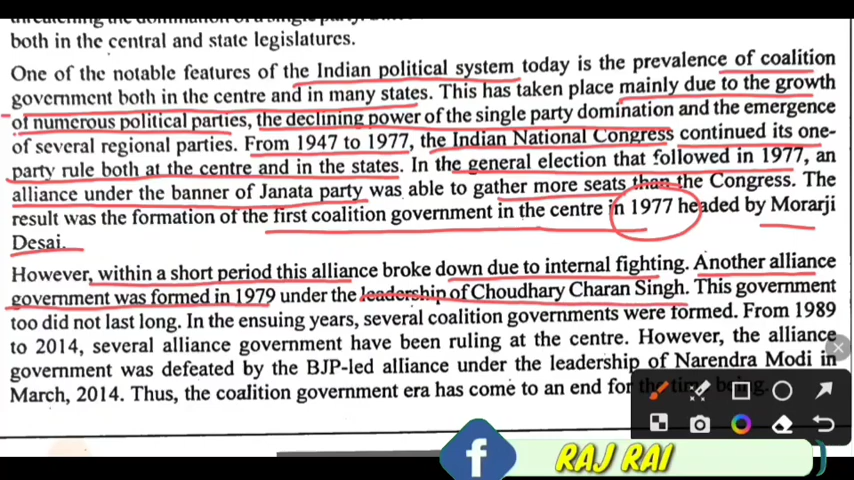 threatening the domination of a single party.
both in the central and state legislatures.
One of the notable features of the Indian political system today is the prevalence of coalition
government both in the centre and in many states. This has taken place mainly due to the growth
of numerous political parties, the declining power of the single party domination and the emergence
of several regional parties. From 1947 to 1977, the Indian National Congress continued its one-
party rule both at the centre and in the states. In the general election that followed in 1977, an
alliance under the banner of Janata party was able to gather more seats than the Congress. The
result was the formation of the first coalition government in the centre in 1977 headed by Morarji
Desai.
However, within a short period this alliance broke down due to internal fighting. Another alliance
government was formed in 1979 under the leadership of Choudhary Charan Singh. This government
too did not last long. In the ensuing years, several coalition governments were formed. From 1989
to 2014, several alliance government have been ruling at the centre. However, the alliance
government was defeated by the BJP-led alliance under the leadership of Narendra Modi in
March, 2014. Thus, the coalition government era has come to an end for the time being.
f RAJ RAI